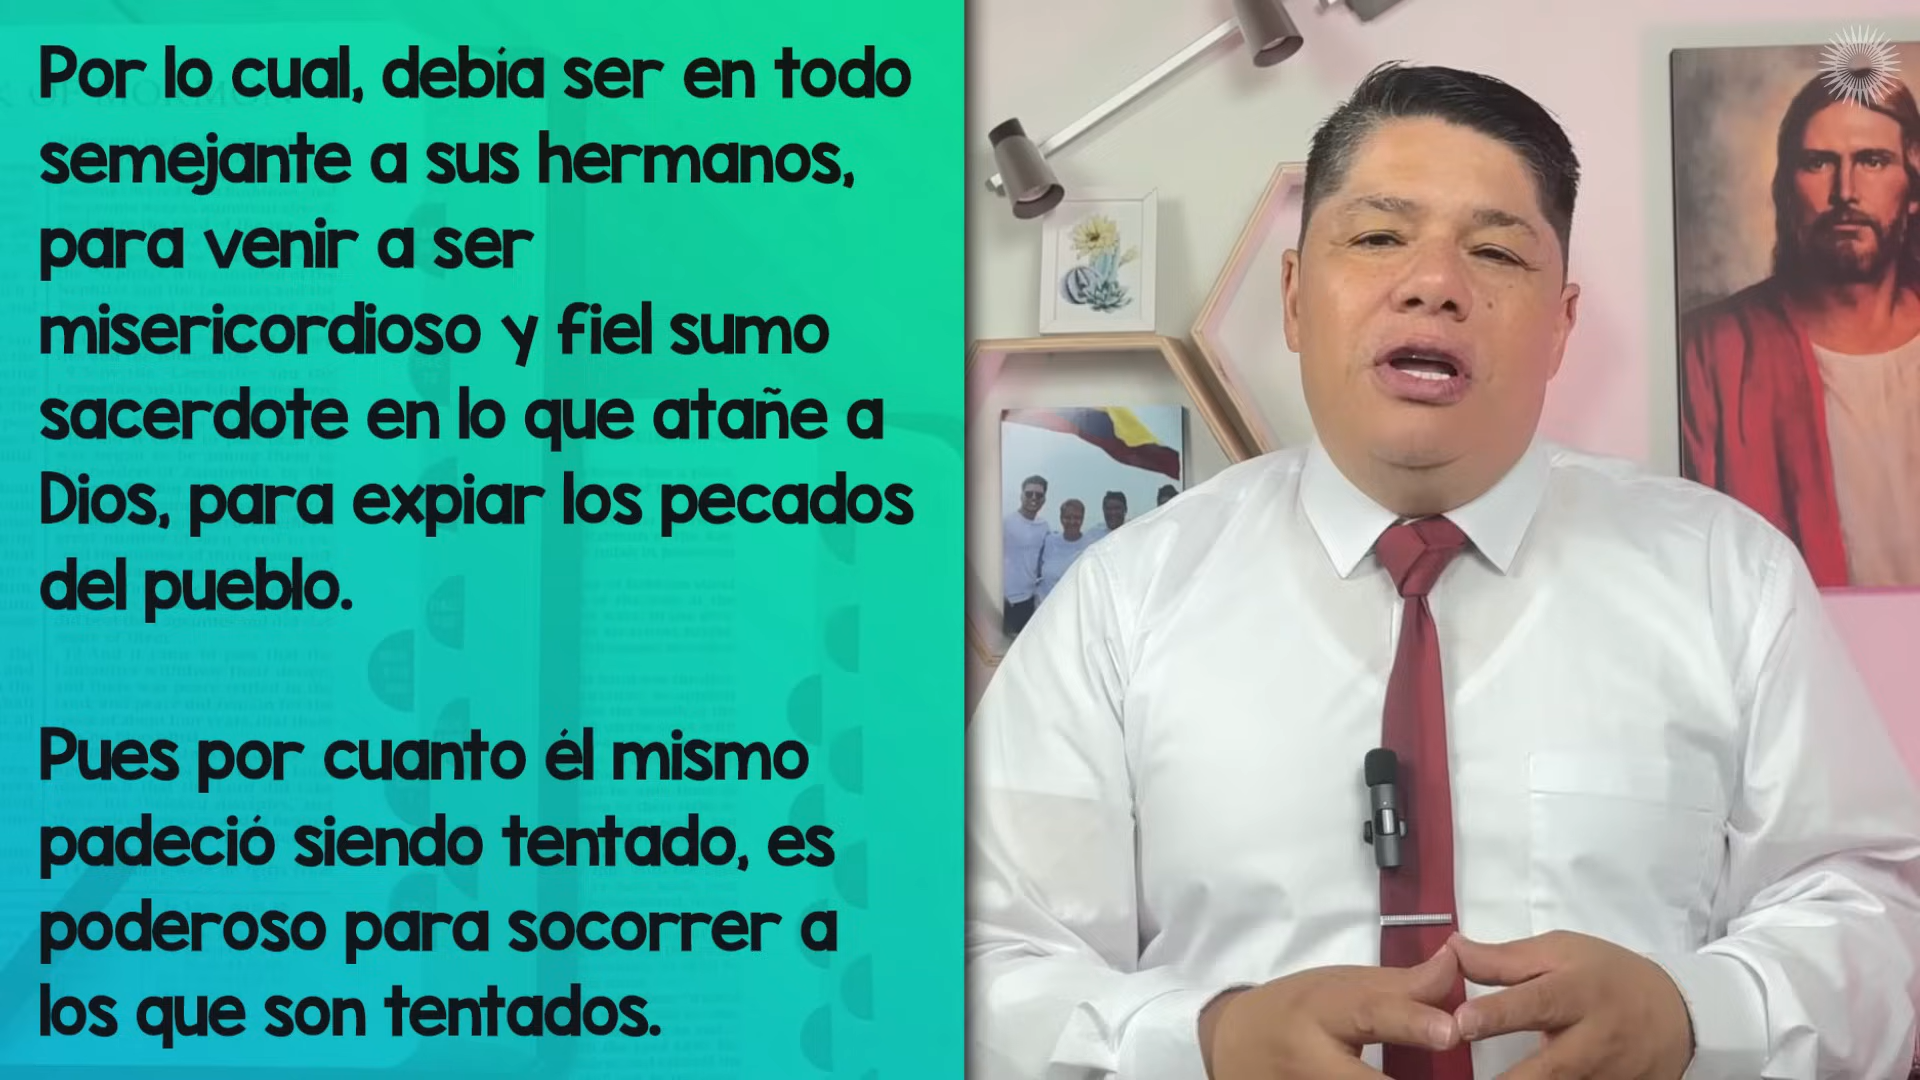 Por lo cual, debía ser en todo
semejante a sus hermanos,
para venir a ser
misericordioso y fiel sumo
sacerdote en lo que atañe a
Dios, para expiar los pecados
del pueblo.
Pues por cuanto él mismo
padeció siendo tentado, es
poderoso para socorrer a
los que son tentados.